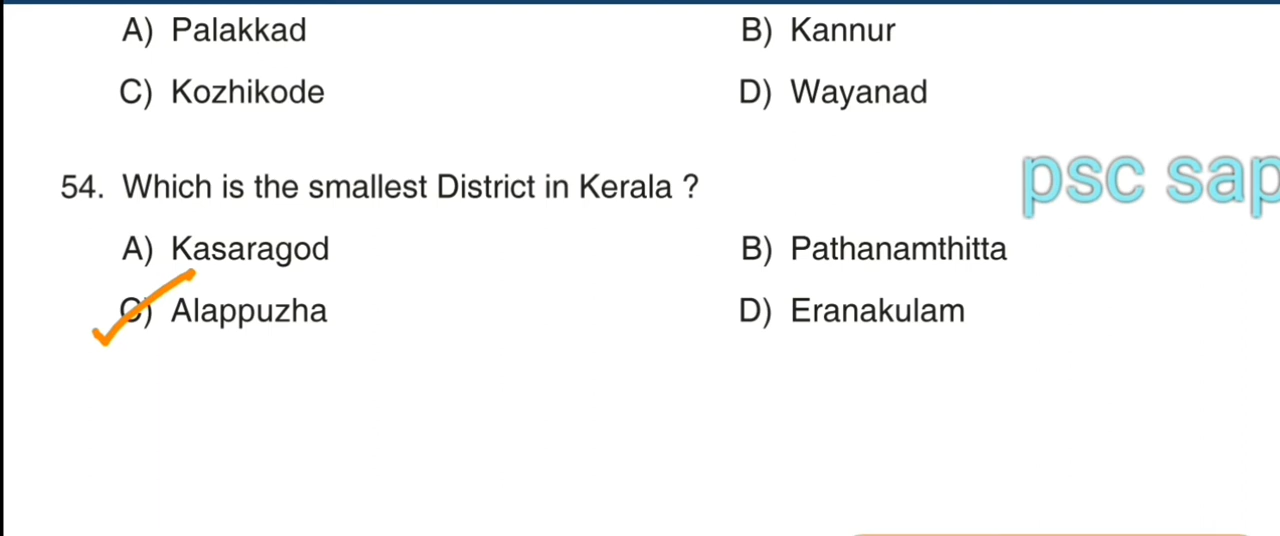 A) Palakkad B) Kannur
C) Kozhikode D) Wayanad
54. Which is the smallest District in Kerala ?
psc sap
A) Kasaragod B) Pathanamthitta
C) Alappuzha D) Eranakulam